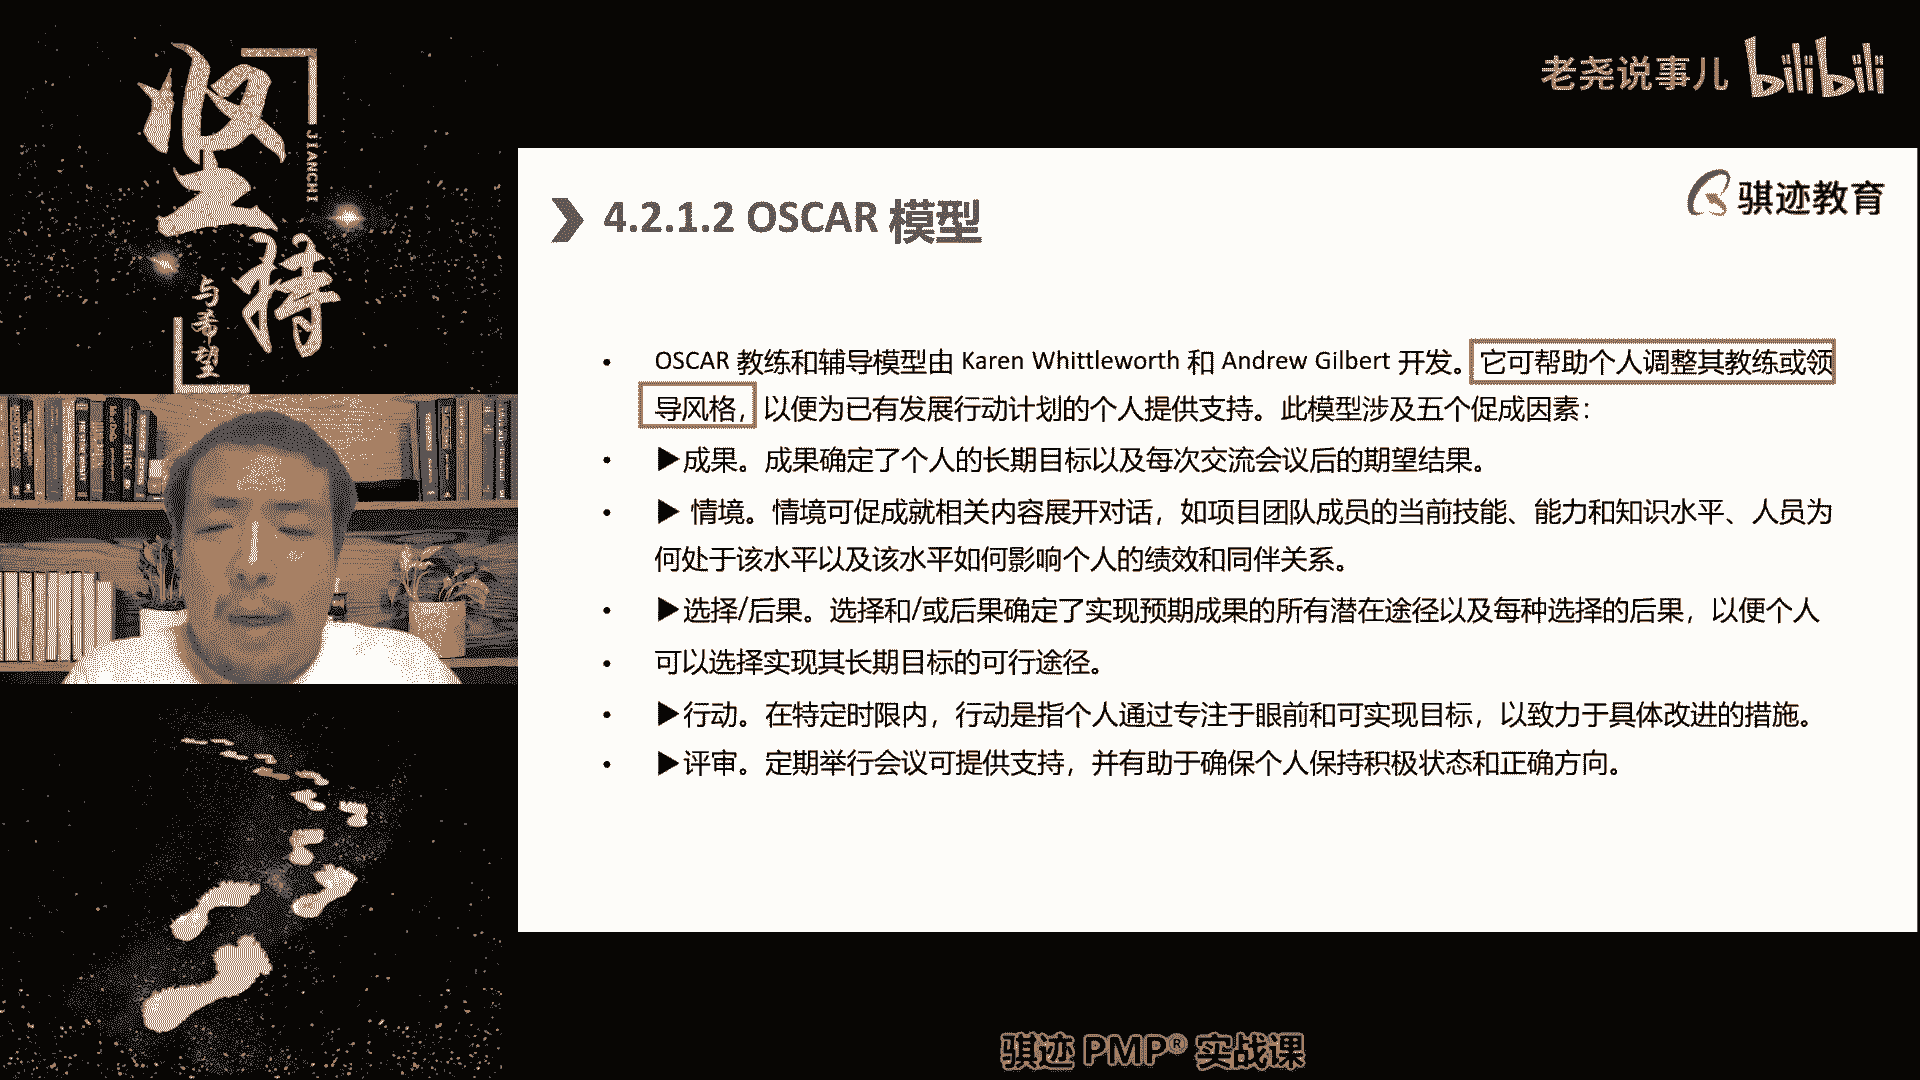 坚持
JIANCHI
与希望
老尧说事儿 bilibili
骐迹教育
4.2.1.2 OSCAR 模型
• OSCAR 教练和辅导模型由 Karen Whittleworth 和 Andrew Gilbert 开发。它可帮助个人调整其教练或领
导风格，以便为已有发展行动计划的个人提供支持。此模型涉及五个促成因素：
• ▶成果。成果确定了个人的长期目标以及每次交流会议后的期望结果。
• ▶ 情境。情境可促成就相关内容展开对话，如项目团队成员的当前技能、能力和知识水平、人员为
何处于该水平以及该水平如何影响个人的绩效和同伴关系。
• ▶选择/后果。选择和/或后果确定了实现预期成果的所有潜在途径以及每种选择的后果，以便个人
• 可以选择实现其长期目标的可行途径。
• ▶行动。在特定时限内，行动是指个人通过专注于眼前和可实现目标，以致力于具体改进的措施。
• ▶评审。定期举行会议可提供支持，并有助于确保个人保持积极状态和正确方向。
骐迹 PMP® 实战课